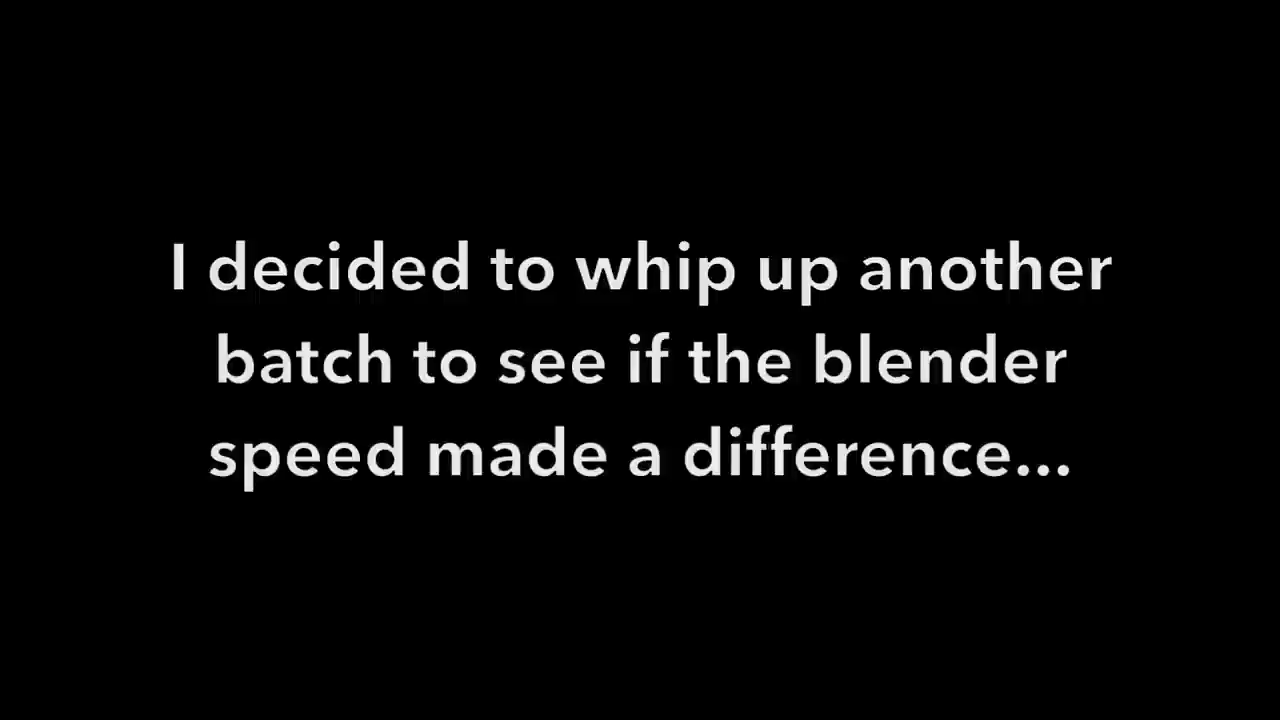 I decided to whip up another
batch to see if the blender
speed made a difference...